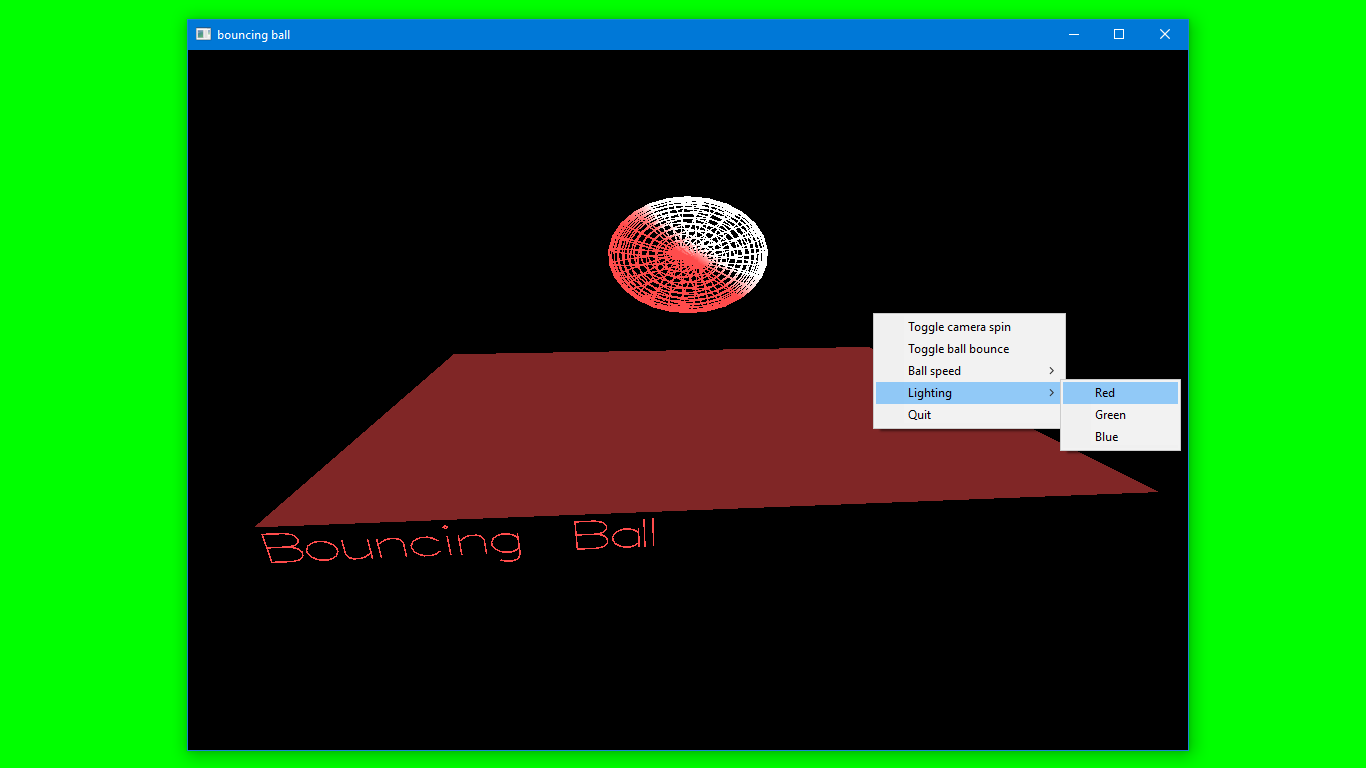 bouncing ball
Toggle camera spin
Toggle ball bounce
Ball speed
Lighting
Quit
Red
Green
Blue
Bouncing Ball